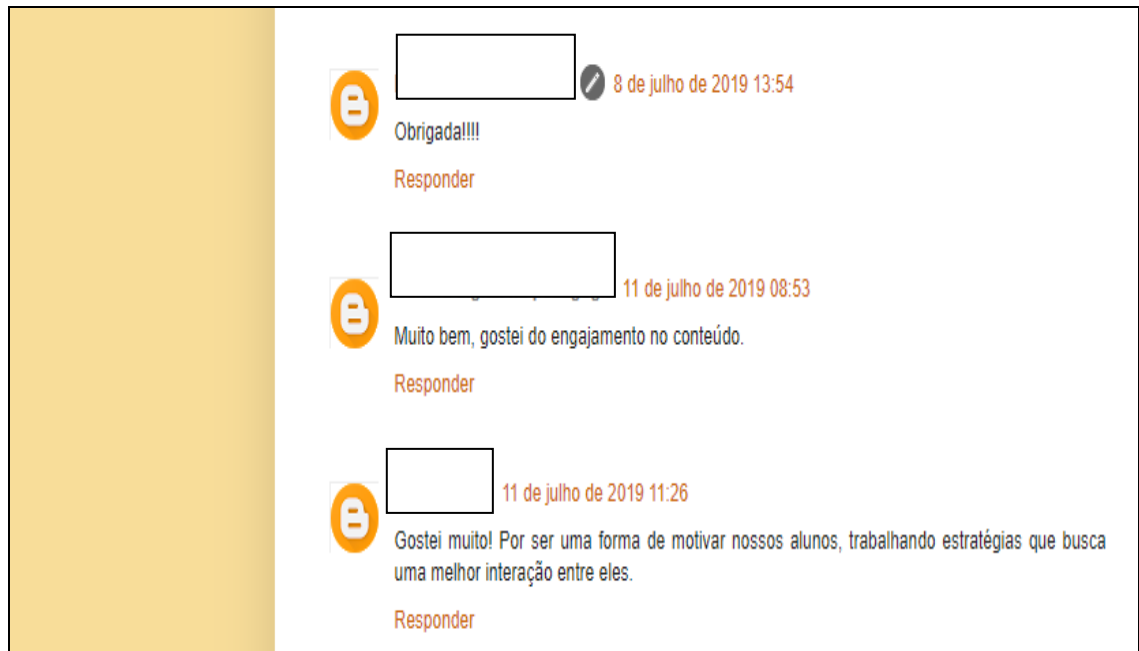 8 de julho de 2019 13:54
Obrigada!!!!
Responder
11 de julho de 2019 08:53
Muito bem, gostei do engajamento no conteúdo.
Responder
11 de julho de 2019 11:26
Gostei muito! Por ser uma forma de motivar nossos alunos, trabalhando estratégias que busca
uma melhor interação entre eles.
Responder